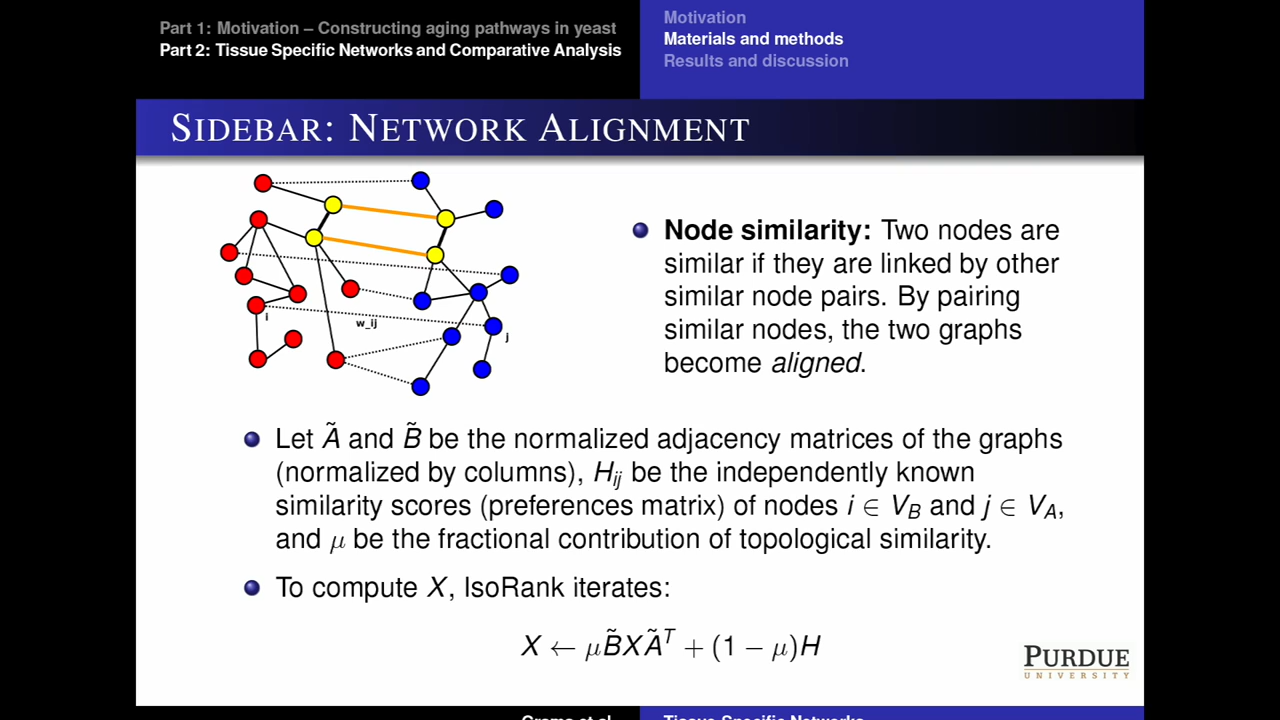 Part 1: Motivation – Constructing aging pathways in yeast
Part 2: Tissue Specific Networks and Comparative Analysis
Motivation
Materials and methods
Results and discussion
SIDEBAR: NETWORK ALIGNMENT
i
w_ij
j
Node similarity: Two nodes are
similar if they are linked by other
similar node pairs. By pairing
similar nodes, the two graphs
become aligned.
Let Ã and B̃ be the normalized adjacency matrices of the graphs
(normalized by columns), H_ij be the independently known
similarity scores (preferences matrix) of nodes i ∈ V_B and j ∈ V_A,
and μ be the fractional contribution of topological similarity.
To compute X, IsoRank iterates:
X ← μB̃XÃ^T + (1 − μ)H
PURDUE
UNIVERSITY
Tissue Specific Networks